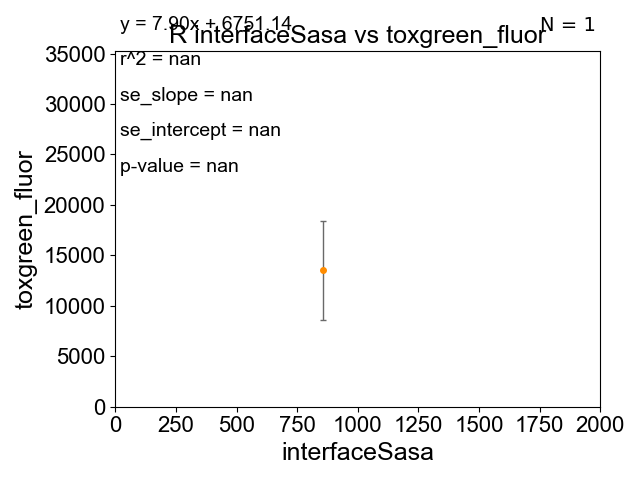 y = 7.90x + 6751.14
N = 1
R interfaceSasa vs toxgreen_fluor
r^2 = nan
se_slope = nan
se_intercept = nan
p-value = nan
35000
30000
25000
20000
15000
10000
5000
0
toxgreen_fluor
0 250 500 750 1000 1250 1500 1750 2000
interfaceSasa